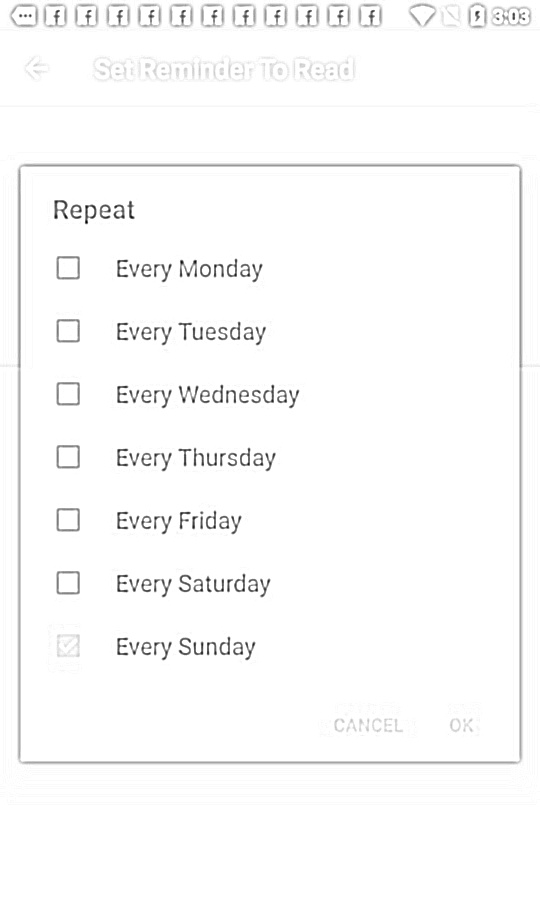 3:03
Set Reminder To Read
Repeat
Every Monday
Every Tuesday
Every Wednesday
Every Thursday
Every Friday
Every Saturday
Every Sunday
CANCEL OK